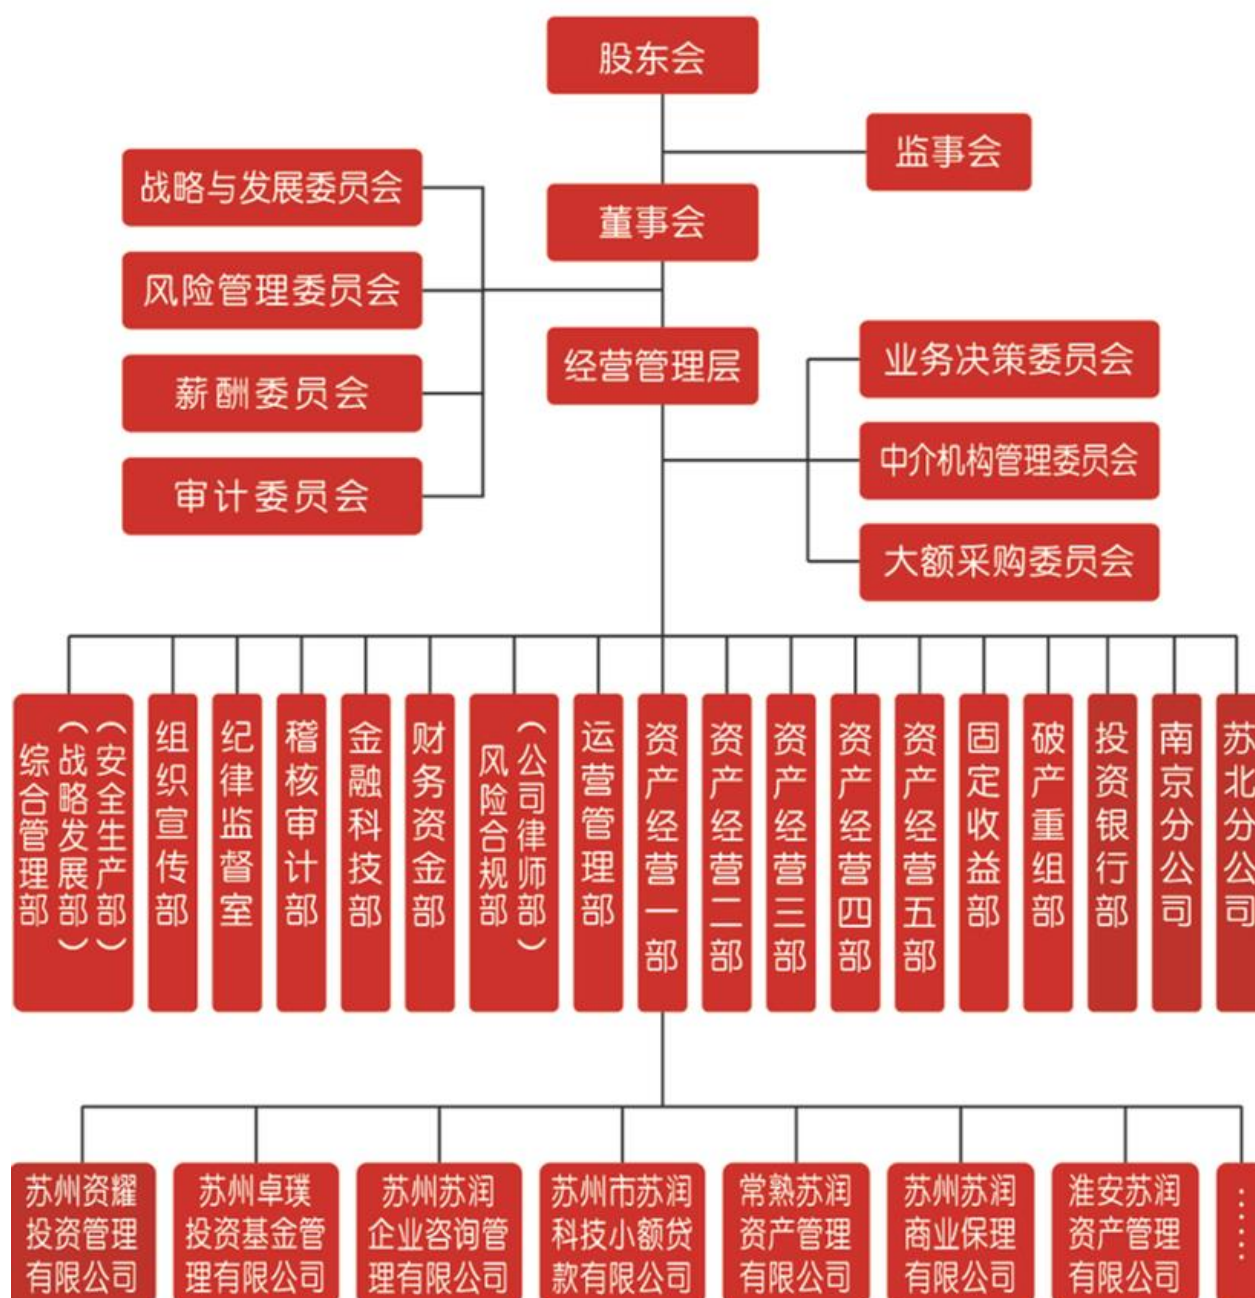 股东会
监事会
战略与发展委员会
董事会
风险管理委员会
经营管理层
业务决策委员会
薪酬委员会
中介机构管理委员会
审计委员会
大额采购委员会
综合管理部
（战略发展部）
（安全生产部）
组织宣传部
纪律监督室
稽核审计部
金融科技部
财务资金部
风险合规部
（公司律师部）
运营管理部
资产经营一部
资产经营二部
资产经营三部
资产经营四部
资产经营五部
固定收益部
破产重组部
投资银行部
南京分公司
苏北分公司
苏州资耀
投资管理
有限公司
苏州卓璞
投资基金管
理有限公司
苏州苏润
企业咨询管
理有限公司
苏州市苏润
科技小额贷
款有限公司
常熟苏润
资产管理
有限公司
苏州苏润
商业保理
有限公司
淮安苏润
资产管理
有限公司
……